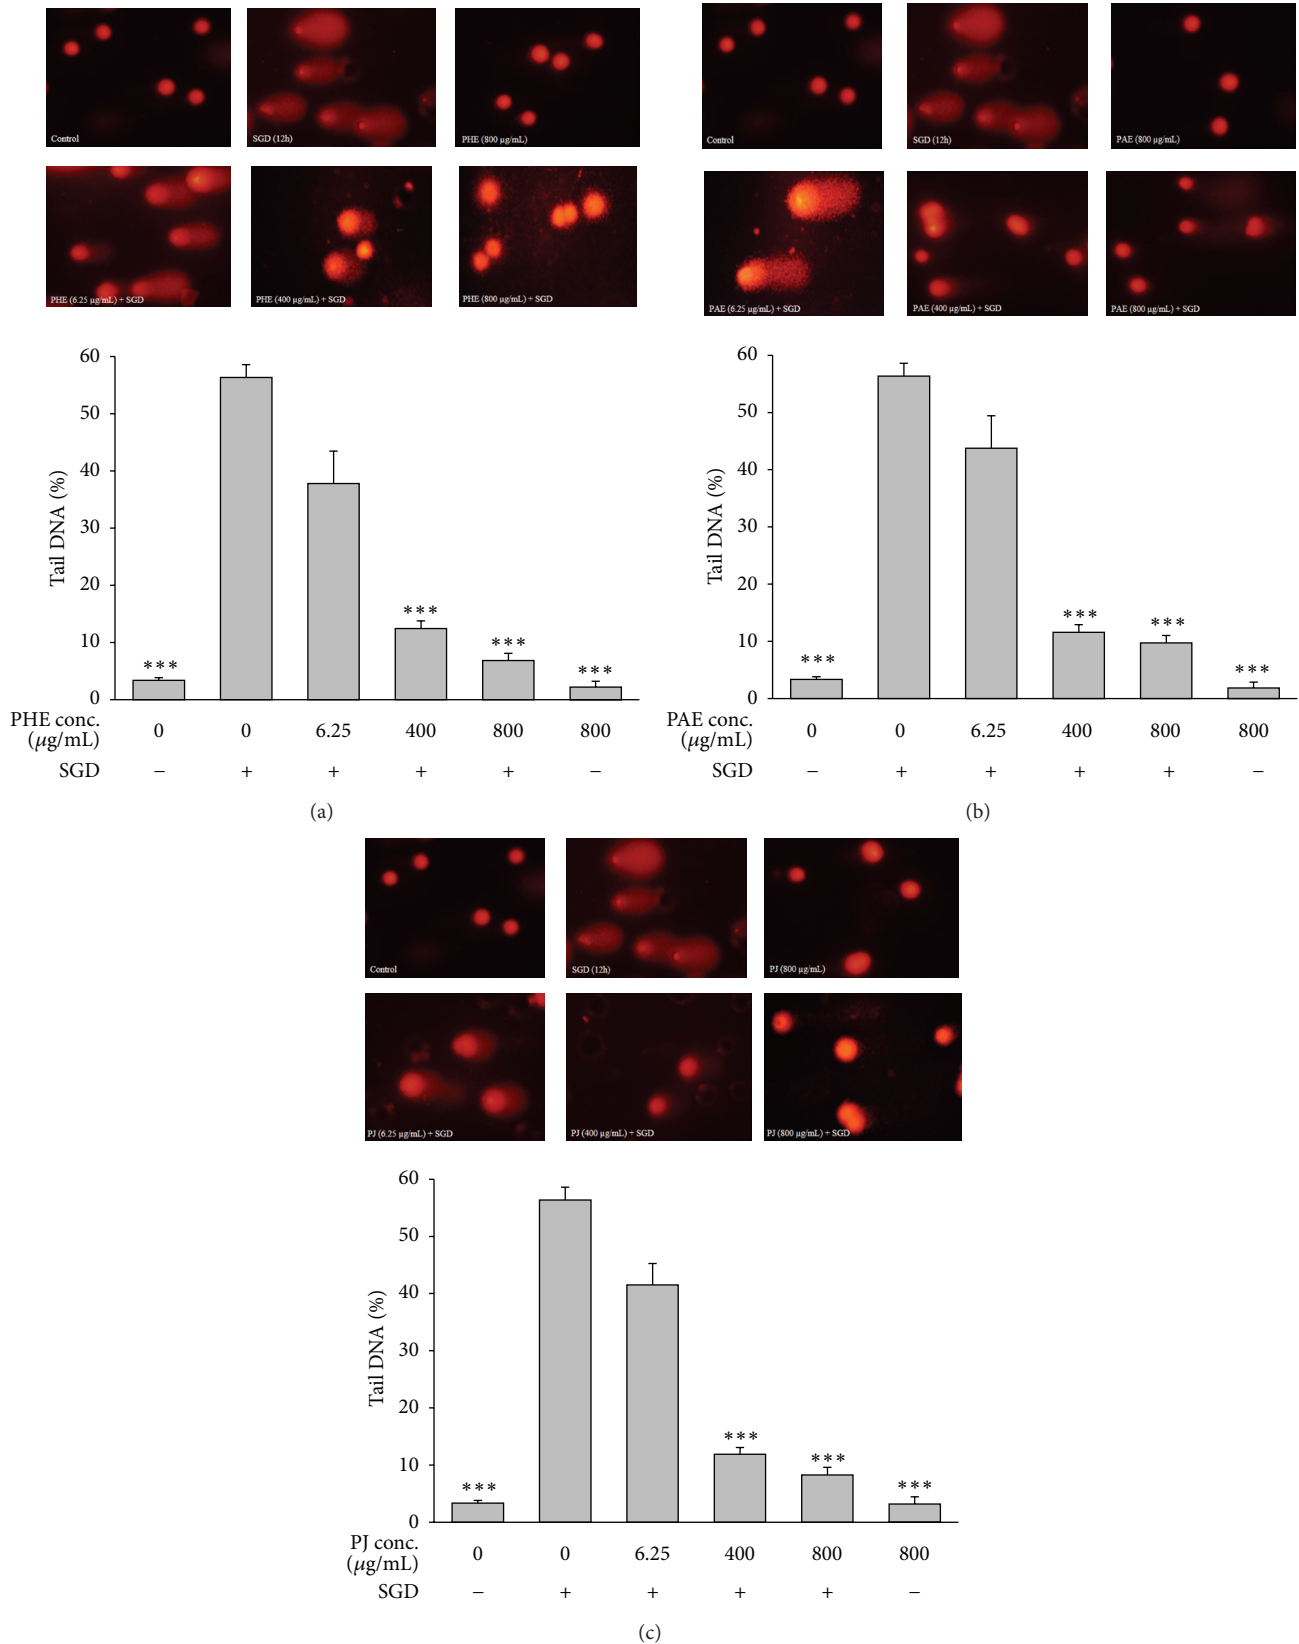 Control
SGD (12h)
PHE (800 µg/mL)
PHE (6.25 µg/mL) + SGD
PHE (400 µg/mL) + SGD
PHE (800 µg/mL) + SGD
60
50
40
30
20
10
0
Tail DNA (%)
***
***
***
***
PHE conc.
(µg/mL)
0 0 6.25 400 800 800
SGD − + + + + −
(a)
Control
SGD (12h)
PAE (800 µg/mL)
PAE (6.25 µg/mL) + SGD
PAE (400 µg/mL) + SGD
PAE (800 µg/mL) + SGD
60
50
40
30
20
10
0
Tail DNA (%)
***
***
***
***
PAE conc.
(µg/mL)
0 0 6.25 400 800 800
SGD − + + + + −
(b)
Control
SGD (12h)
PJ (800 µg/mL)
PJ (6.25 µg/mL) + SGD
PJ (400 µg/mL) + SGD
PJ (800 µg/mL) + SGD
60
50
40
30
20
10
0
Tail DNA (%)
***
***
***
***
PJ conc.
(µg/mL)
0 0 6.25 400 800 800
SGD − + + + + −
(c)